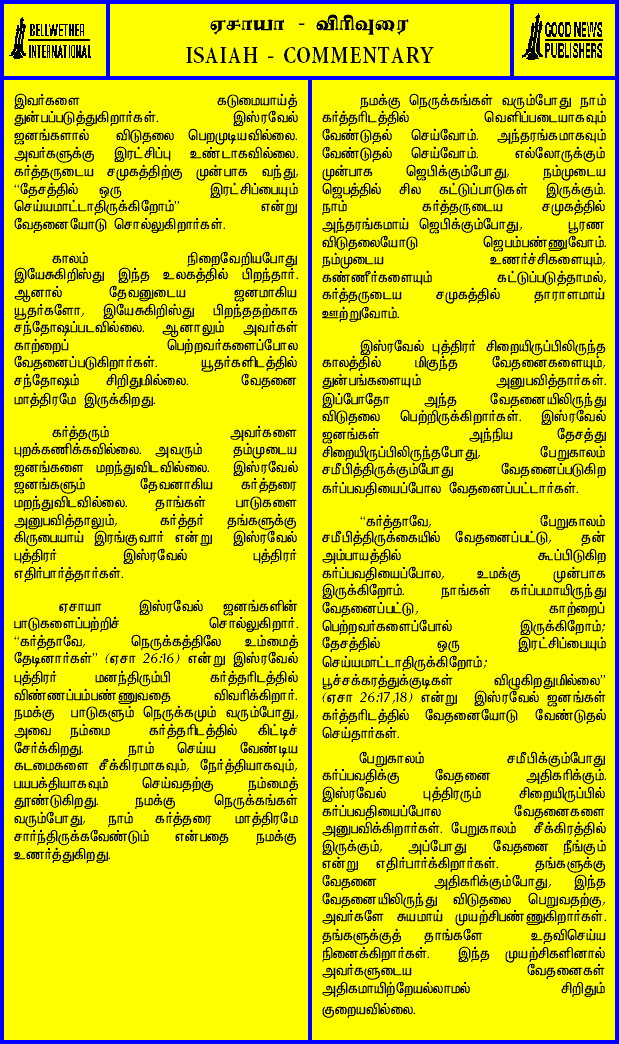 BELLWETHER
INTERNATIONAL
ஏசாயா - விரிவுரை
ISAIAH - COMMENTARY
GOOD NEWS
PUBLISHERS
இவர்களை கடுமையாய்த்
துன்பப்படுத்துகிறார்கள். இஸ்ரவேல்
ஜனங்களால் விடுதலை பெறமுடியவில்லை.
அவர்களுக்கு இரட்சிப்பு உண்டாகவில்லை.
கர்த்தருடைய சமுகத்திற்கு முன்பாக வந்து,
“தேசத்தில் ஒரு இரட்சிப்பையும்
செய்யமாட்டாதிருக்கிறோம்” என்று
வேதனையோடு சொல்லுகிறார்கள்.
காலம் நிறைவேறியபோது
இயேசுகிறிஸ்து இந்த உலகத்தில் பிறந்தார்.
ஆனால் தேவனுடைய ஜனமாகிய
யூதர்களோ, இயேசுகிறிஸ்து பிறந்ததற்காக
சந்தோஷப்படவில்லை. ஆனாலும் அவர்கள்
காற்றைப் பெற்றவர்களைப்போல
வேதனைப்படுகிறார்கள். யூதர்களிடத்தில்
சந்தோஷம் சிறிதுமில்லை. வேதனை
மாத்திரமே இருக்கிறது.
கர்த்தரும் அவர்களை
புறக்கணிக்கவில்லை. அவரும் தம்முடைய
ஜனங்களை மறந்துவிடவில்லை. இஸ்ரவேல்
ஜனங்களும் தேவனாகிய கர்த்தரை
மறந்துவிடவில்லை. தாங்கள் பாடுகளை
அனுபவித்தாலும், கர்த்தர் தங்களுக்கு
கிருபையாய் இரங்குவார் என்று இஸ்ரவேல்
புத்திரர் இஸ்ரவேல் புத்திரர்
எதிர்பார்த்தார்கள்.
ஏசாயா இஸ்ரவேல் ஜனங்களின்
பாடுகளைப்பற்றிச் சொல்லுகிறார்.
“கர்த்தாவே, நெருக்கத்திலே உம்மைத்
தேடினார்கள்” (ஏசா 26:16) என்று இஸ்ரவேல்
புத்திரர் மனந்திரும்பி கர்த்தரிடத்தில்
விண்ணப்பம்பண்ணுவதை விவரிக்கிறார்.
நமக்கு பாடுகளும் நெருக்கமும் வரும்போது,
அவை நம்மை கர்த்தரிடத்தில் கிட்டிச்
சேர்க்கிறது. நாம் செய்ய வேண்டிய
கடமைகளை சீக்கிரமாகவும், நேர்த்தியாகவும்,
பயபக்தியாகவும் செய்வதற்கு நம்மைத்
தூண்டுகிறது. நமக்கு நெருக்கங்கள்
வரும்போது, நாம் கர்த்தரை மாத்திரமே
சார்ந்திருக்கவேண்டும் என்பதை நமக்கு
உணர்த்துகிறது.
நமக்கு நெருக்கங்கள் வரும்போது நாம்
கர்த்தரிடத்தில் வெளிப்படையாகவும்
வேண்டுதல் செய்வோம். அந்தரங்கமாகவும்
வேண்டுதல் செய்வோம். எல்லோருக்கும்
முன்பாக ஜெபிக்கும்போது, நம்முடைய
ஜெபத்தில் சில கட்டுப்பாடுகள் இருக்கும்.
நாம் கர்த்தருடைய சமுகத்தில்
அந்தரங்கமாய் ஜெபிக்கும்போது, பூரண
விடுதலையோடு ஜெபம்பண்ணுவோம்.
நம்முடைய உணர்ச்சிகளையும்,
கண்ணீர்களையும் கட்டுப்படுத்தாமல்,
கர்த்தருடைய சமுகத்தில் தாராளமாய்
ஊற்றுவோம்.
இஸ்ரவேல் புத்திரர் சிறையிருப்பிலிருந்த
காலத்தில் மிகுந்த வேதனைகளையும்,
துன்பங்களையும் அனுபவித்தார்கள்.
இப்போதோ அந்த வேதனையிலிருந்து
விடுதலை பெற்றிருக்கிறார்கள். இஸ்ரவேல்
ஜனங்கள் அந்நிய தேசத்து
சிறையிருப்பிலிருந்தபோது, பேறுகாலம்
சமீபித்திருக்கும்போது வேதனைப்படுகிற
கர்ப்பவதியைப்போல வேதனைப்பட்டார்கள்.
“கர்த்தாவே, பேறுகாலம்
சமீபித்திருக்கையில் வேதனைப்பட்டு, தன்
அம்பாயத்தில் கூப்பிடுகிற
கர்ப்பவதியைப்போல, உமக்கு முன்பாக
இருக்கிறோம். நாங்கள் கர்ப்பமாயிருந்து
வேதனைப்பட்டு, காற்றைப்
பெற்றவர்களைப்போல் இருக்கிறோம்;
தேசத்தில் ஒரு இரட்சிப்பையும்
செய்யமாட்டாதிருக்கிறோம்;
பூச்சக்கரத்துக்குடிகள் விழுகிறதுமில்லை”
(ஏசா 26:17,18) என்று இஸ்ரவேல் ஜனங்கள்
கர்த்தரிடத்தில் வேதனையோடு வேண்டுதல்
செய்தார்கள்.
பேறுகாலம் சமீபிக்கும்போது
கர்ப்பவதிக்கு வேதனை அதிகரிக்கும்.
இஸ்ரவேல் புத்திரரும் சிறையிருப்பில்
கர்ப்பவதியைப்போல வேதனைகளை
அனுபவிக்கிறார்கள். பேறுகாலம் சீக்கிரத்தில்
இருக்கும், அப்போது வேதனை நீங்கும்
என்று எதிர்பார்க்கிறார்கள். தங்களுக்கு
வேதனை அதிகரிக்கும்போது, இந்த
வேதனையிலிருந்து விடுதலை பெறுவதற்கு,
அவர்களே சுயமாய் முயற்சிபண்ணுகிறார்கள்.
தங்களுக்குத் தாங்களே உதவிசெய்ய
நினைக்கிறார்கள். இந்த முயற்சிகளினால்
அவர்களுடைய வேதனைகள்
அதிகமாயிற்றேயல்லாமல் சிறிதும்
குறையவில்லை.